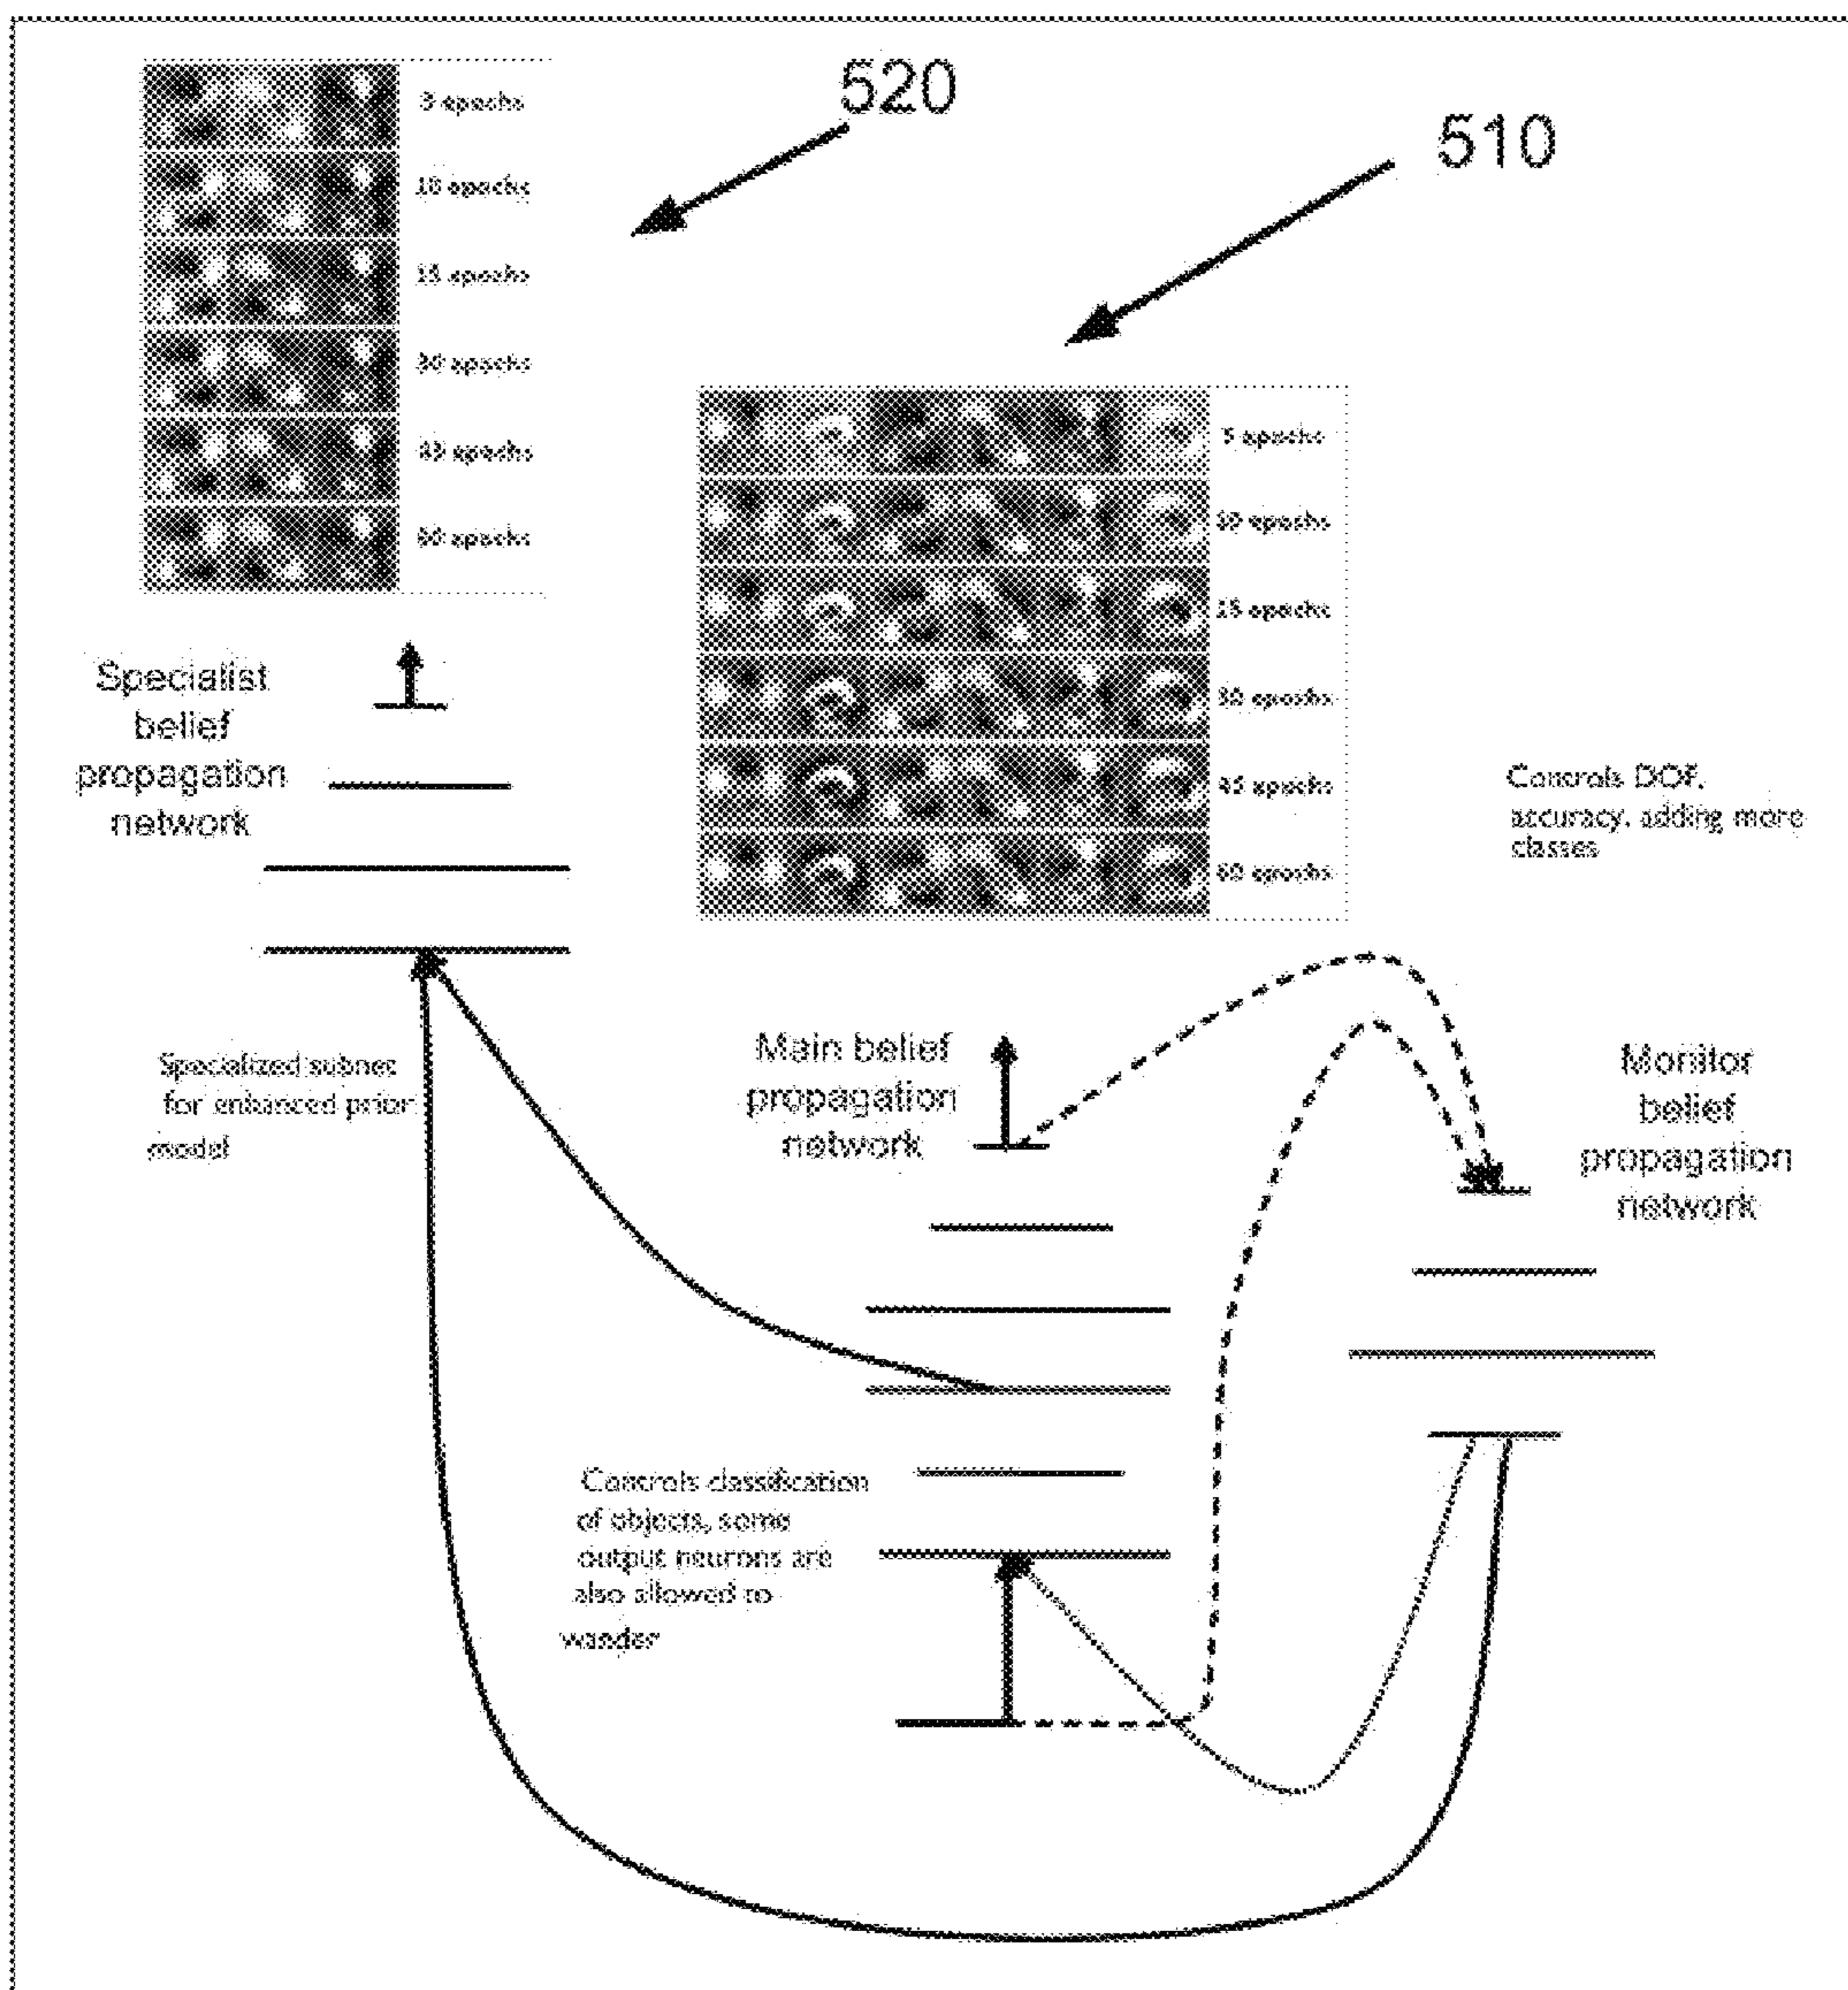 520
510
5 epochs
10 epochs
15 epochs
30 epochs
45 epochs
60 epochs
5 epochs
10 epochs
15 epochs
30 epochs
45 epochs
60 epochs
Specialist
belief
propagation
network
Controls DOF,
accuracy, adding more
classes
Specialized subnet
for enhanced prior
model
Main belief
propagation
network
Monitor
belief
propagation
network
Controls classification
of objects, some
output neurons are
also allowed to
wander